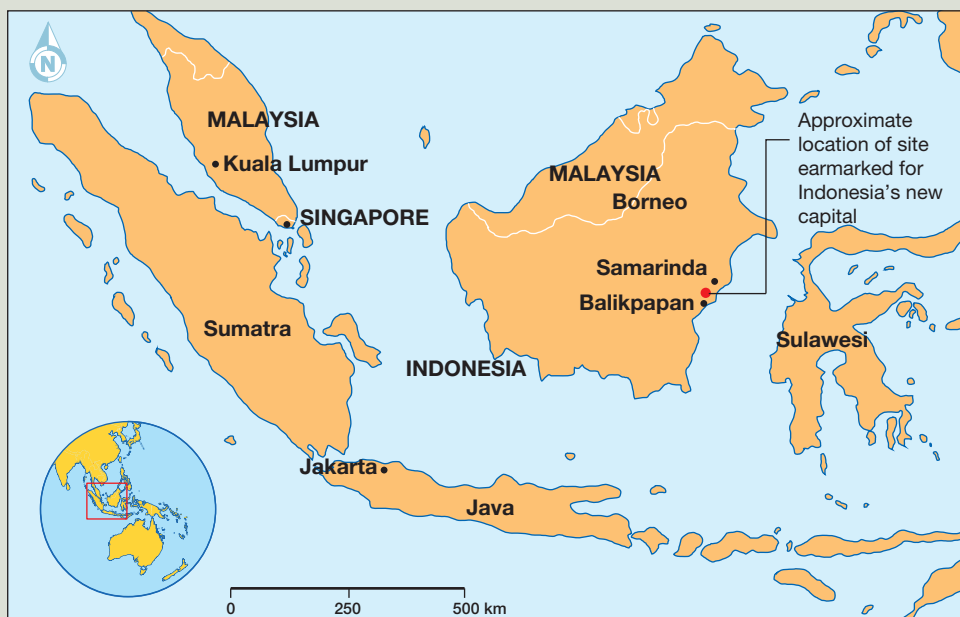 N
MALAYSIA
Kuala Lumpur
SINGAPORE
Sumatra
MALAYSIA
Borneo
Approximate
location of site
earmarked for
Indonesia's new
capital
Samarinda
Balikpapan
Sulawesi
INDONESIA
Jakarta
Java
0
250
500 km